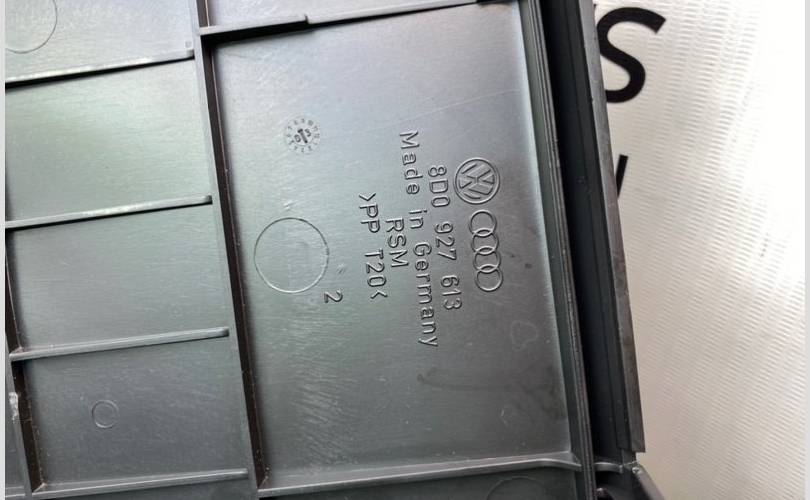 8D0 927 613
Made in Germany
RSM
>PP T20<
2
S